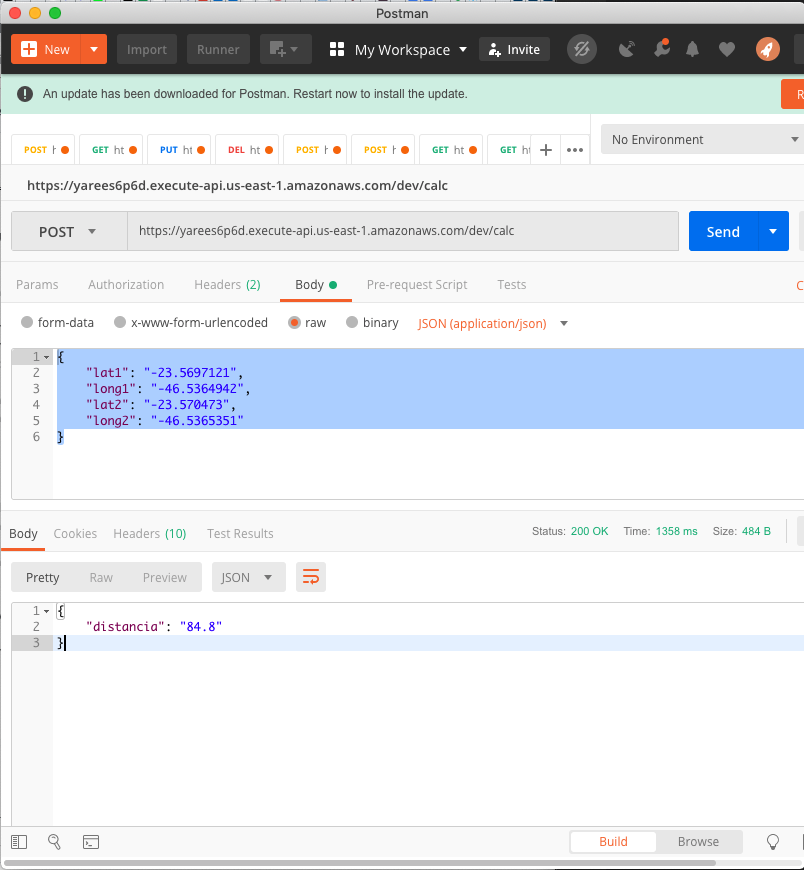 Postman
New Import Runner My Workspace Invite
An update has been downloaded for Postman. Restart now to install the update. R
POST h GET ht PUT ht DEL ht POST h POST h GET ht GET ht No Environment
https://yarees6p6d.execute-api.us-east-1.amazonaws.com/dev/calc
POST https://yarees6p6d.execute-api.us-east-1.amazonaws.com/dev/calc Send
Params Authorization Headers (2) Body Pre-request Script Tests C
form-data x-www-form-urlencoded raw binary JSON (application/json)
1 {
2 "lat1": "-23.5697121",
3 "long1": "-46.5364942",
4 "lat2": "-23.570473",
5 "long2": "-46.5365351"
6 }
Body Cookies Headers (10) Test Results Status: 200 OK Time: 1358 ms Size: 484 B
Pretty Raw Preview JSON
1 {
2 "distancia": "84.8"
3 }
Build Browse